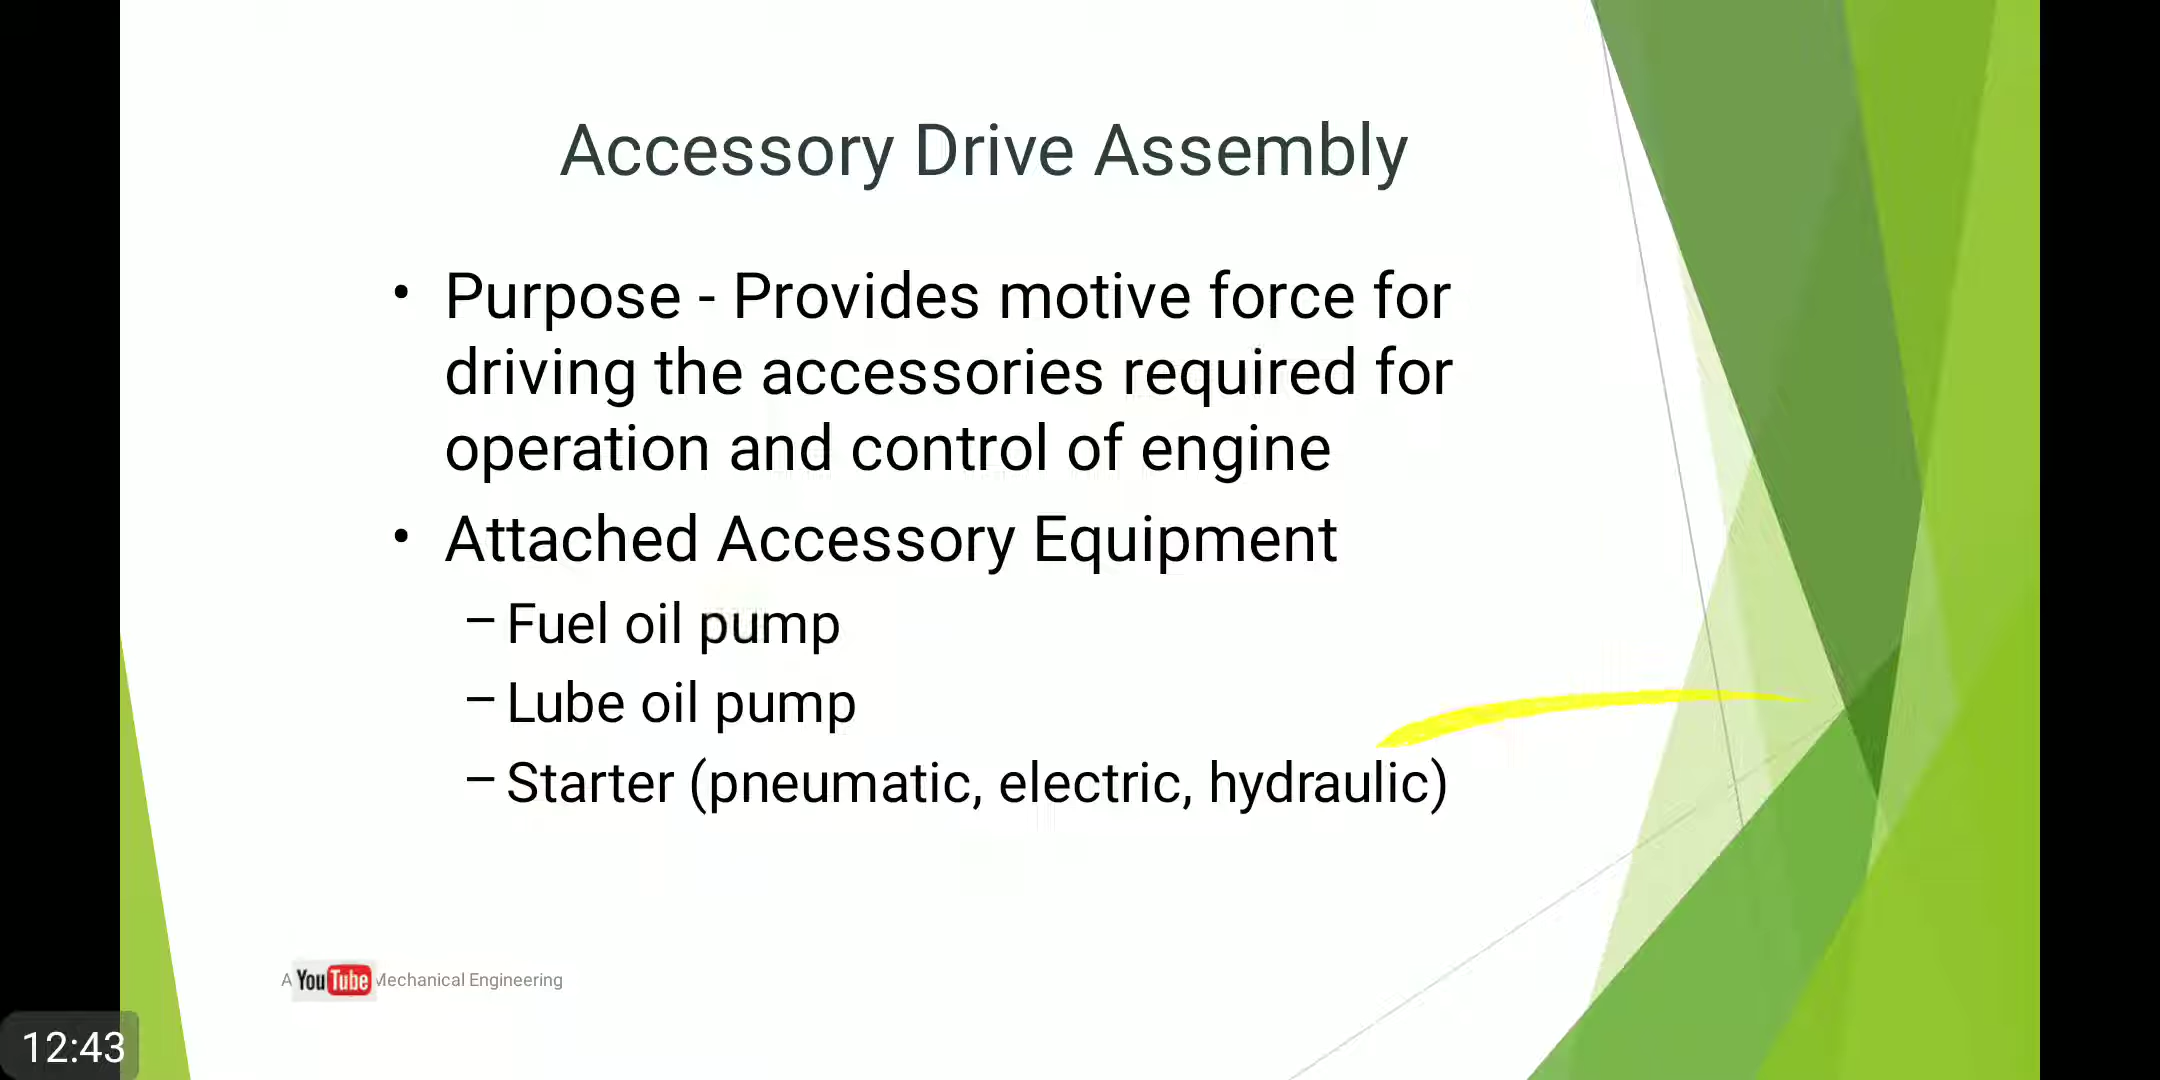 Accessory Drive Assembly
• Purpose - Provides motive force for
driving the accessories required for
operation and control of engine
• Attached Accessory Equipment
– Fuel oil pump
– Lube oil pump
– Starter (pneumatic, electric, hydraulic)
A YouTube Mechanical Engineering
12:43